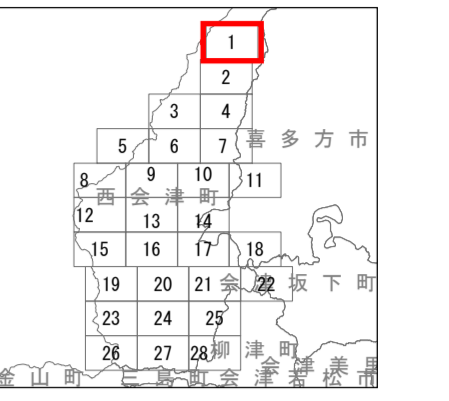 1
2
3 4
5 6 7 喜多方市
8 9 10 11
西会津町
12 13 14
15 16 17 18
19 20 21 会津坂下町 22
23 24 25
26 27 28 柳津町
会津美里
金山町 三島町 会津若松市